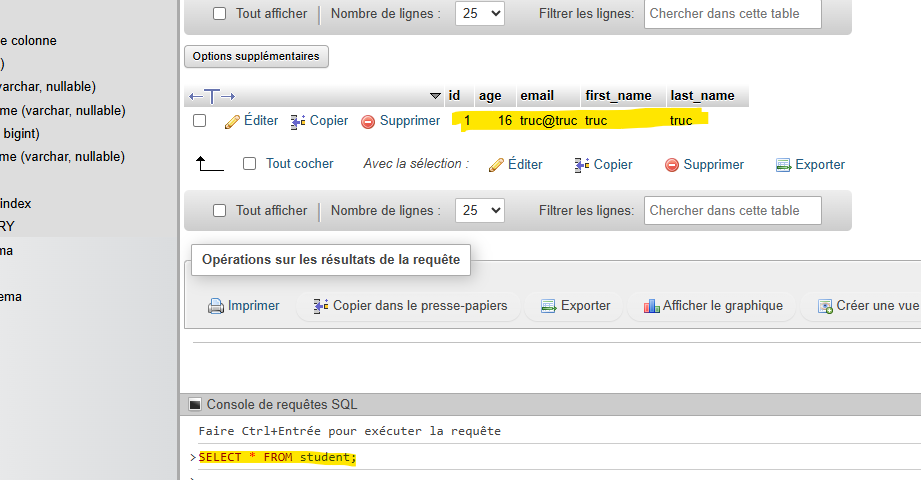 Tout afficher Nombre de lignes : 25 Filtrer les lignes: Chercher dans cette table
e colonne
Options supplémentaires
)
varchar, nullable)
id age email first_name last_name
me (varchar, nullable)
Éditer Copier Supprimer 1 16 truc@truc truc truc
bigint)
me (varchar, nullable)
Tout cocher Avec la sélection : Éditer Copier Supprimer Exporter
index
Tout afficher Nombre de lignes : 25 Filtrer les lignes: Chercher dans cette table
RY
ma
Opérations sur les résultats de la requête
ema
Imprimer Copier dans le presse-papiers Exporter Afficher le graphique Créer une vue
Console de requêtes SQL
Faire Ctrl+Entrée pour exécuter la requête
>SELECT * FROM student;
>